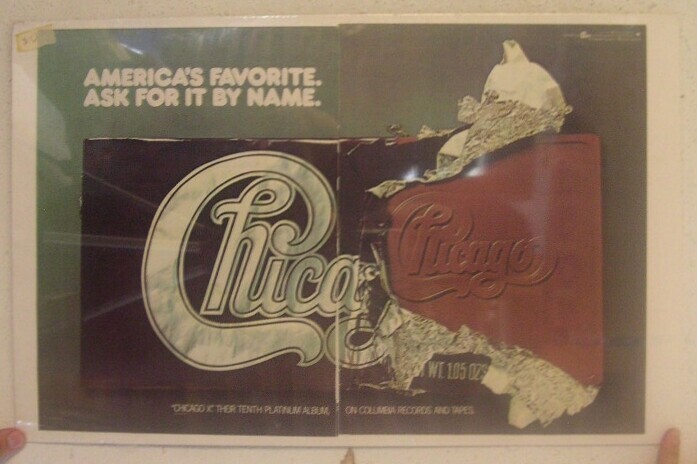 AMERICA'S FAVORITE.
ASK FOR IT BY NAME.
Chicago
Chicago
WT. 1.05 OZS
"CHICAGO X." THEIR TENTH PLATINUM ALBUM, ON COLUMBIA RECORDS AND TAPES.